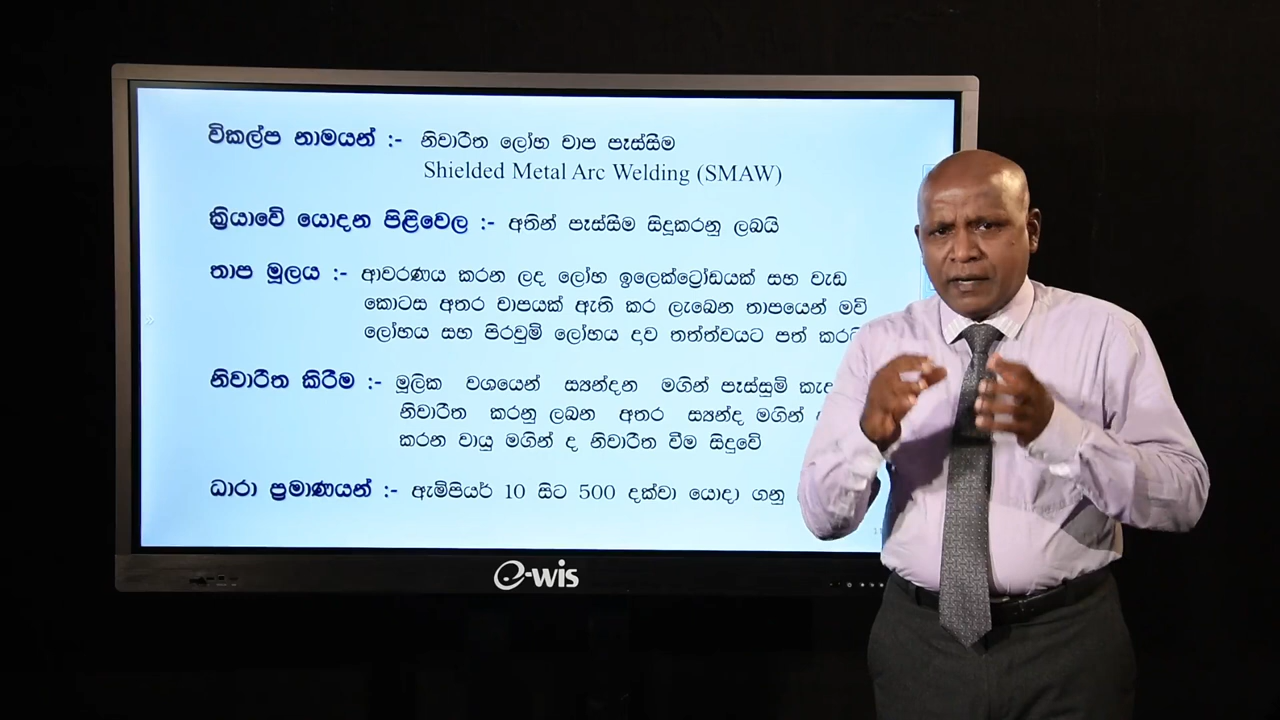 විකල්ප නාමයන් :- නිවාරිත ලෝහ චාප පෑස්සීම
Shielded Metal Arc Welding (SMAW)
ක්‍රියාවේ යොදන පිළිවෙල :- අතින් පෑස්සීම සිදුකරනු ලබයි
තාප මූලය :- ආවරණය කරන ලද ලෝහ ඉලෙක්ට්‍රෝඩයක් සහ වැඩ
කොටස අතර චාපයක් ඇති කර ලැබෙන තාපයෙන් මව්
ලෝහය සහ පිරවුම් ලෝහය ද්‍රාව තත්ත්වයට පත්
නිවාරිත කිරීම :- මූලික වශයෙන් ස්‍යන්දන මගින් පෑස්සුම්
නිවාරිත කරනු ලබන අතර ස්‍යන්ද මගින්
කරන වායු මගින් ද නිවාරිත වීම සිදුවේ
ධාරා ප්‍රමාණයන් :- ඇම්පියර් 10 සිට 500 දක්වා යොදා ගනු
e-wis